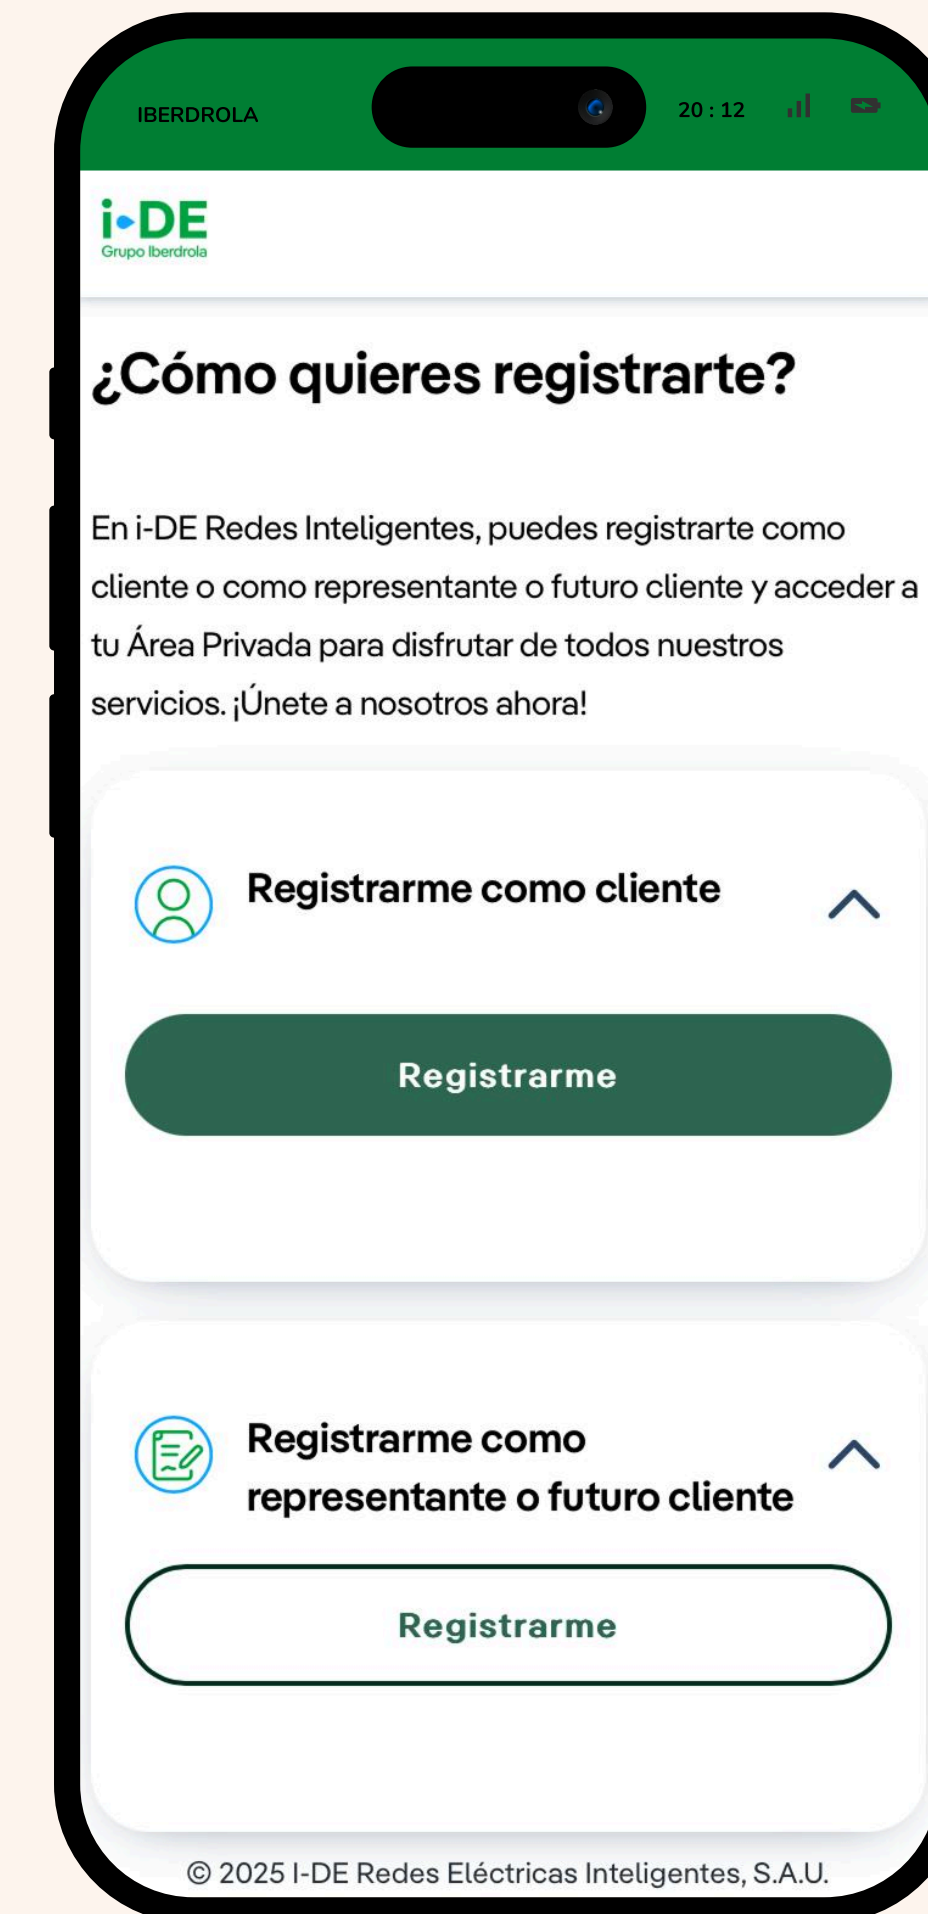 IBERDROLA
20 : 12
i-DE
Grupo Iberdrola
¿Cómo quieres registrarte?
En i-DE Redes Inteligentes, puedes registrarte como
cliente o como representante o futuro cliente y acceder a
tu Área Privada para disfrutar de todos nuestros
servicios. ¡Únete a nosotros ahora!
Registrarme como cliente
Registrarme
Registrarme como
representante o futuro cliente
Registrarme
© 2025 I-DE Redes Eléctricas Inteligentes, S.A.U.